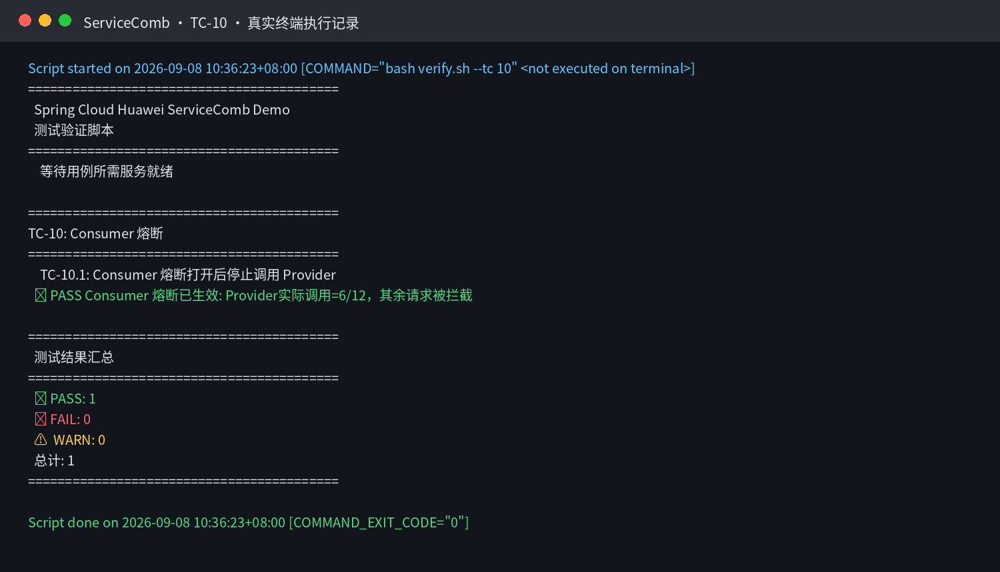 ServiceComb • TC-10 • 真实终端执行记录
Script started on 2026-09-08 10:36:23+08:00 [COMMAND="bash verify.sh --tc 10" <not executed on terminal>]
==========================================
Spring Cloud Huawei ServiceComb Demo
测试验证脚本
==========================================
等待用例所需服务就绪
==========================================
TC-10: Consumer 熔断
==========================================
TC-10.1: Consumer 熔断打开后停止调用 Provider
PASS Consumer 熔断已生效: Provider实际调用=6/12，其余请求被拦截
==========================================
测试结果汇总
==========================================
PASS: 1
FAIL: 0
⚠ WARN: 0
总计: 1
==========================================
Script done on 2026-09-08 10:36:23+08:00 [COMMAND_EXIT_CODE="0"]